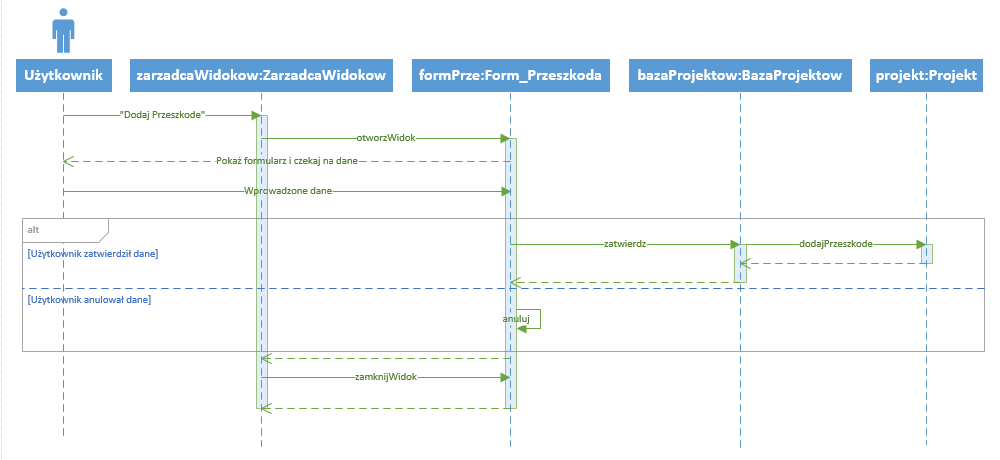 Użytkownik
zarzadcaWidokow:ZarzadcaWidokow
formPrze:Form_Przeszkoda
bazaProjektow:BazaProjektow
projekt:Projekt
"Dodaj Przeszkode"
otworzWidok
Pokaż formularz i czekaj na dane
Wprowadzone dane
alt
[Użytkownik zatwierdził dane]
zatwierdz
dodajPrzeszkode
[Użytkownik anulował dane]
anuluj
zamknijWidok